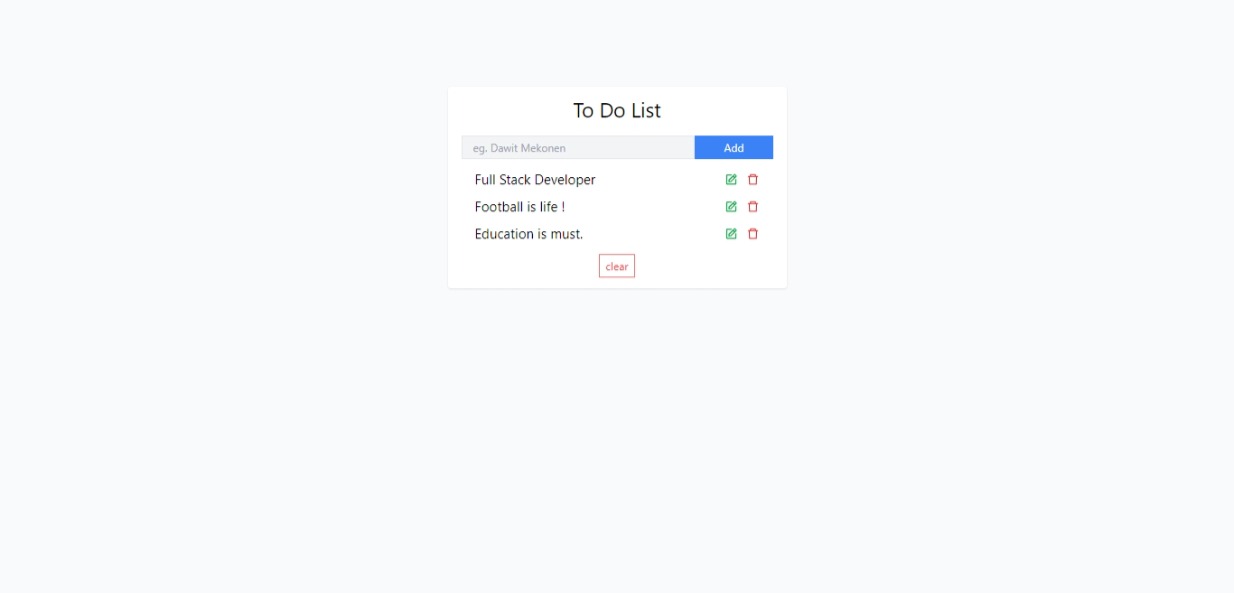 To Do List
eg. Dawit Mekonen Add
Full Stack Developer
Football is life !
Education is must.
clear